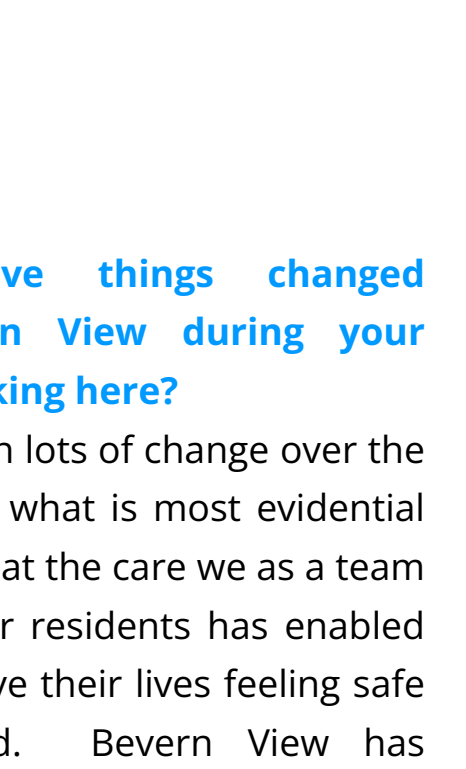 ve things changed
n View during your
king here?
n lots of change over the
what is most evidential
at the care we as a team
r residents has enabled
ve their lives feeling safe
d. Bevern View has